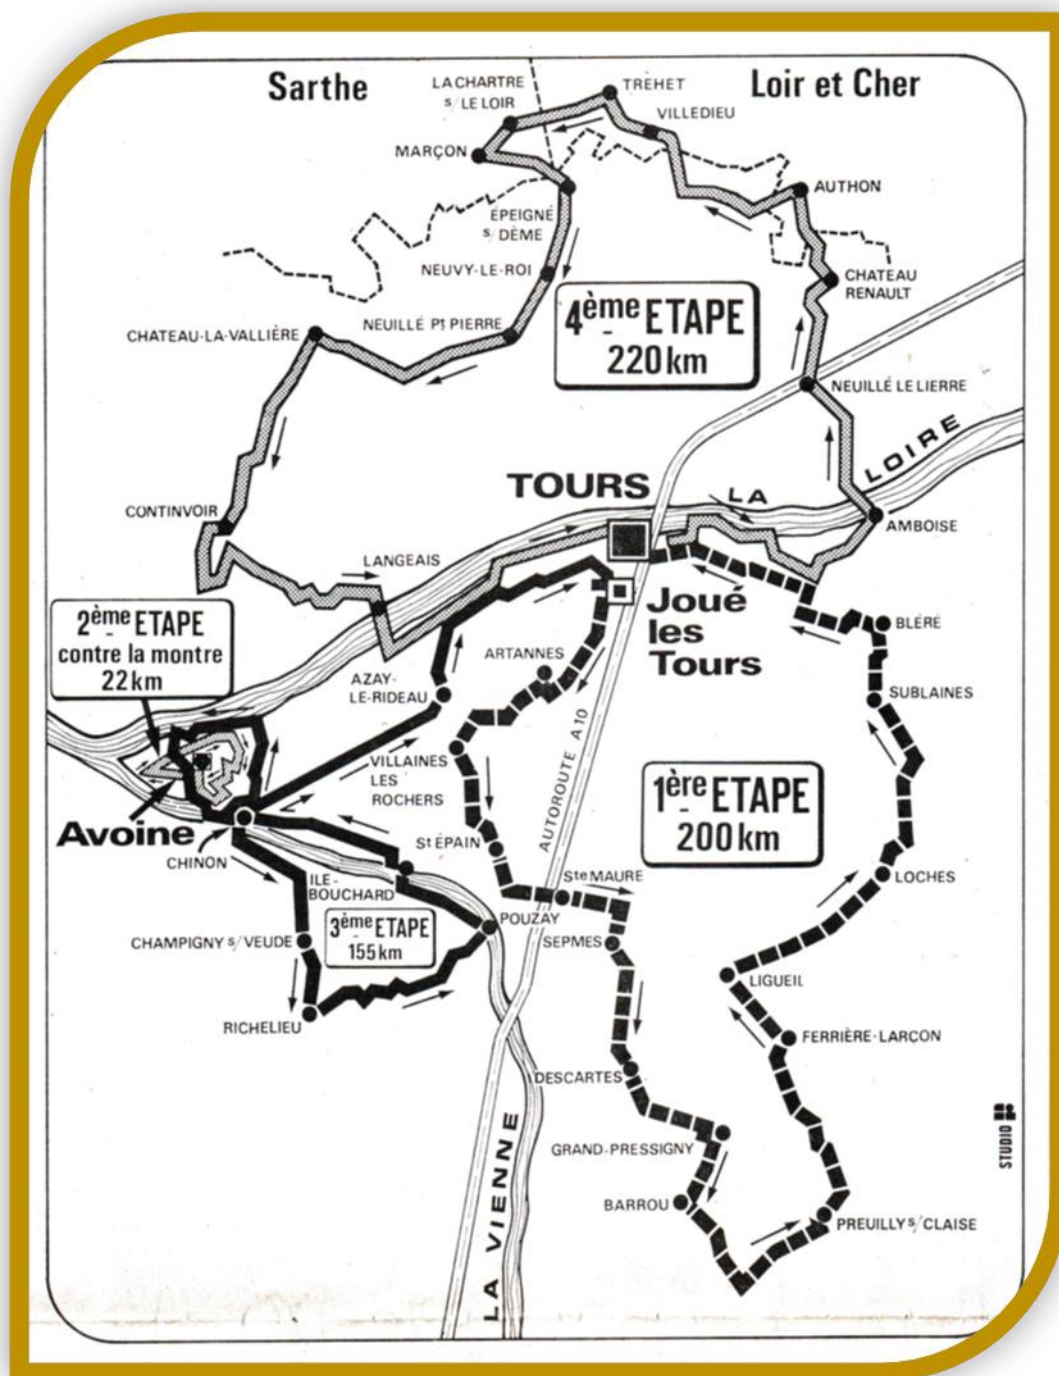 Sarthe
LA CHARTRE
s/ LE LOIR
TRÉHET
Loir et Cher
VILLEDIEU
MARÇON
AUTHON
EPEIGNÉ
s/DÈME
NEUVY-LE-ROI
CHATEAU
RENAULT
CHATEAU-LA-VALLIÈRE
NEUILLÉ Pt PIERRE
4ème ETAPE
220 km
NEUILLÉ LE LIERRE
LA LOIRE
TOURS
CONTINVOIR
AMBOISE
LANGEAIS
2ème ETAPE
contre la montre
22 km
Joué
les
Tours
BLÉRÉ
ARTANNES
AZAY-
LE-RIDEAU
SUBLAINES
AUTOROUTE A10
VILLAINES
LES
ROCHERS
1ère ETAPE
200 km
Avoine
CHINON
St ÉPAIN
Ste MAURE
LOCHES
ILE-
BOUCHARD
3ème ETAPE
155 km
POUZAY
CHAMPIGNY s/ VEUDE
SEPMES
LIGUEIL
RICHELIEU
FERRIÈRE-LARÇON
DESCARTES
STUDIO
GRAND-PRESSIGNY
LA VIENNE
BARROU
PREUILLY s/CLAISE